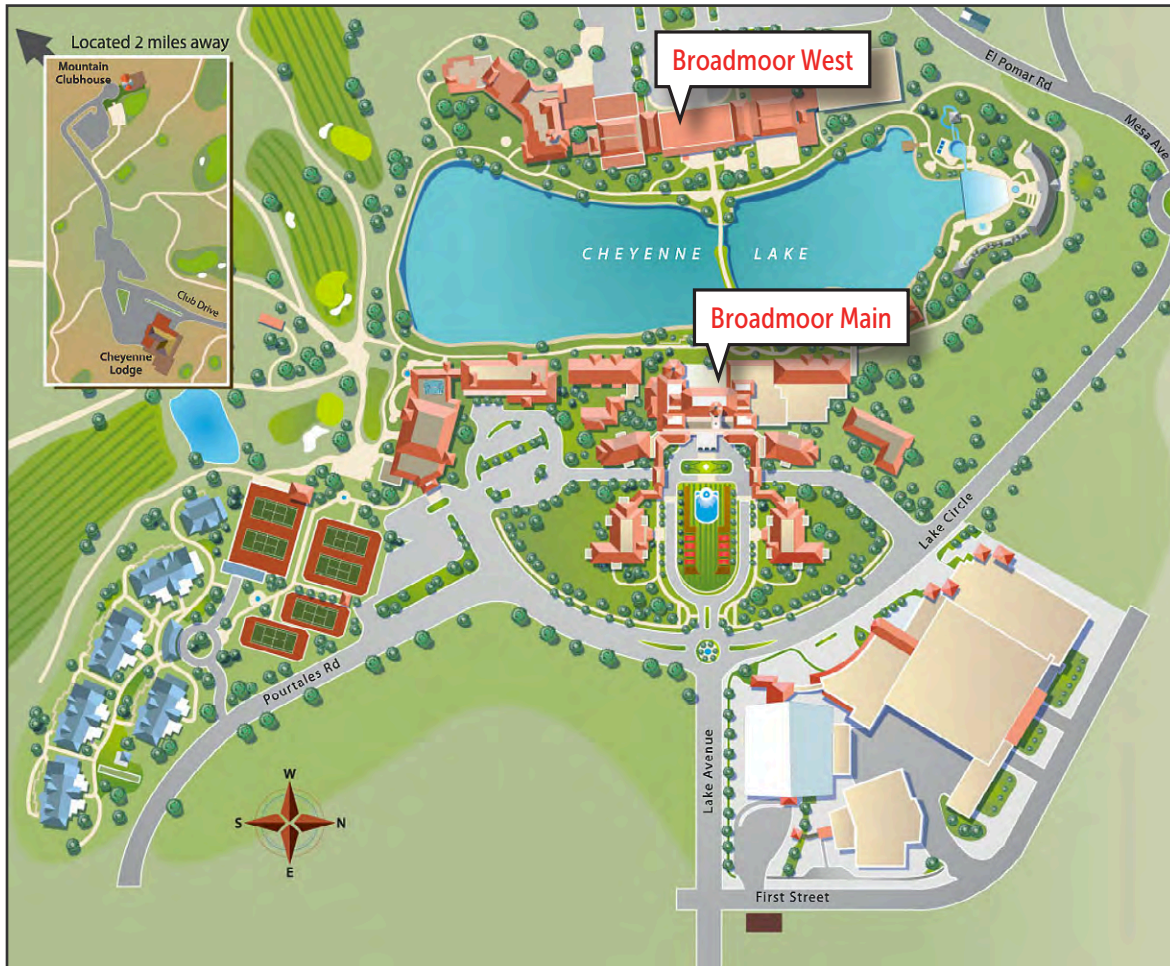 Located 2 miles away
Mountain
Clubhouse
Club Drive
Cheyenne
Lodge
Broadmoor West
El Pomar Rd
Mesa Ave
CHEYENNE LAKE
Broadmoor Main
Lake Circle
Pourtales Rd
Lake Avenue
W
S N
E
First Street